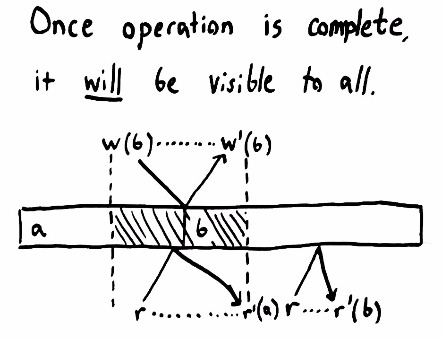 Once operation is complete,
it will be visible to all.
w(b)........w'(b)
a b
r............r'(a) r.....r'(b)